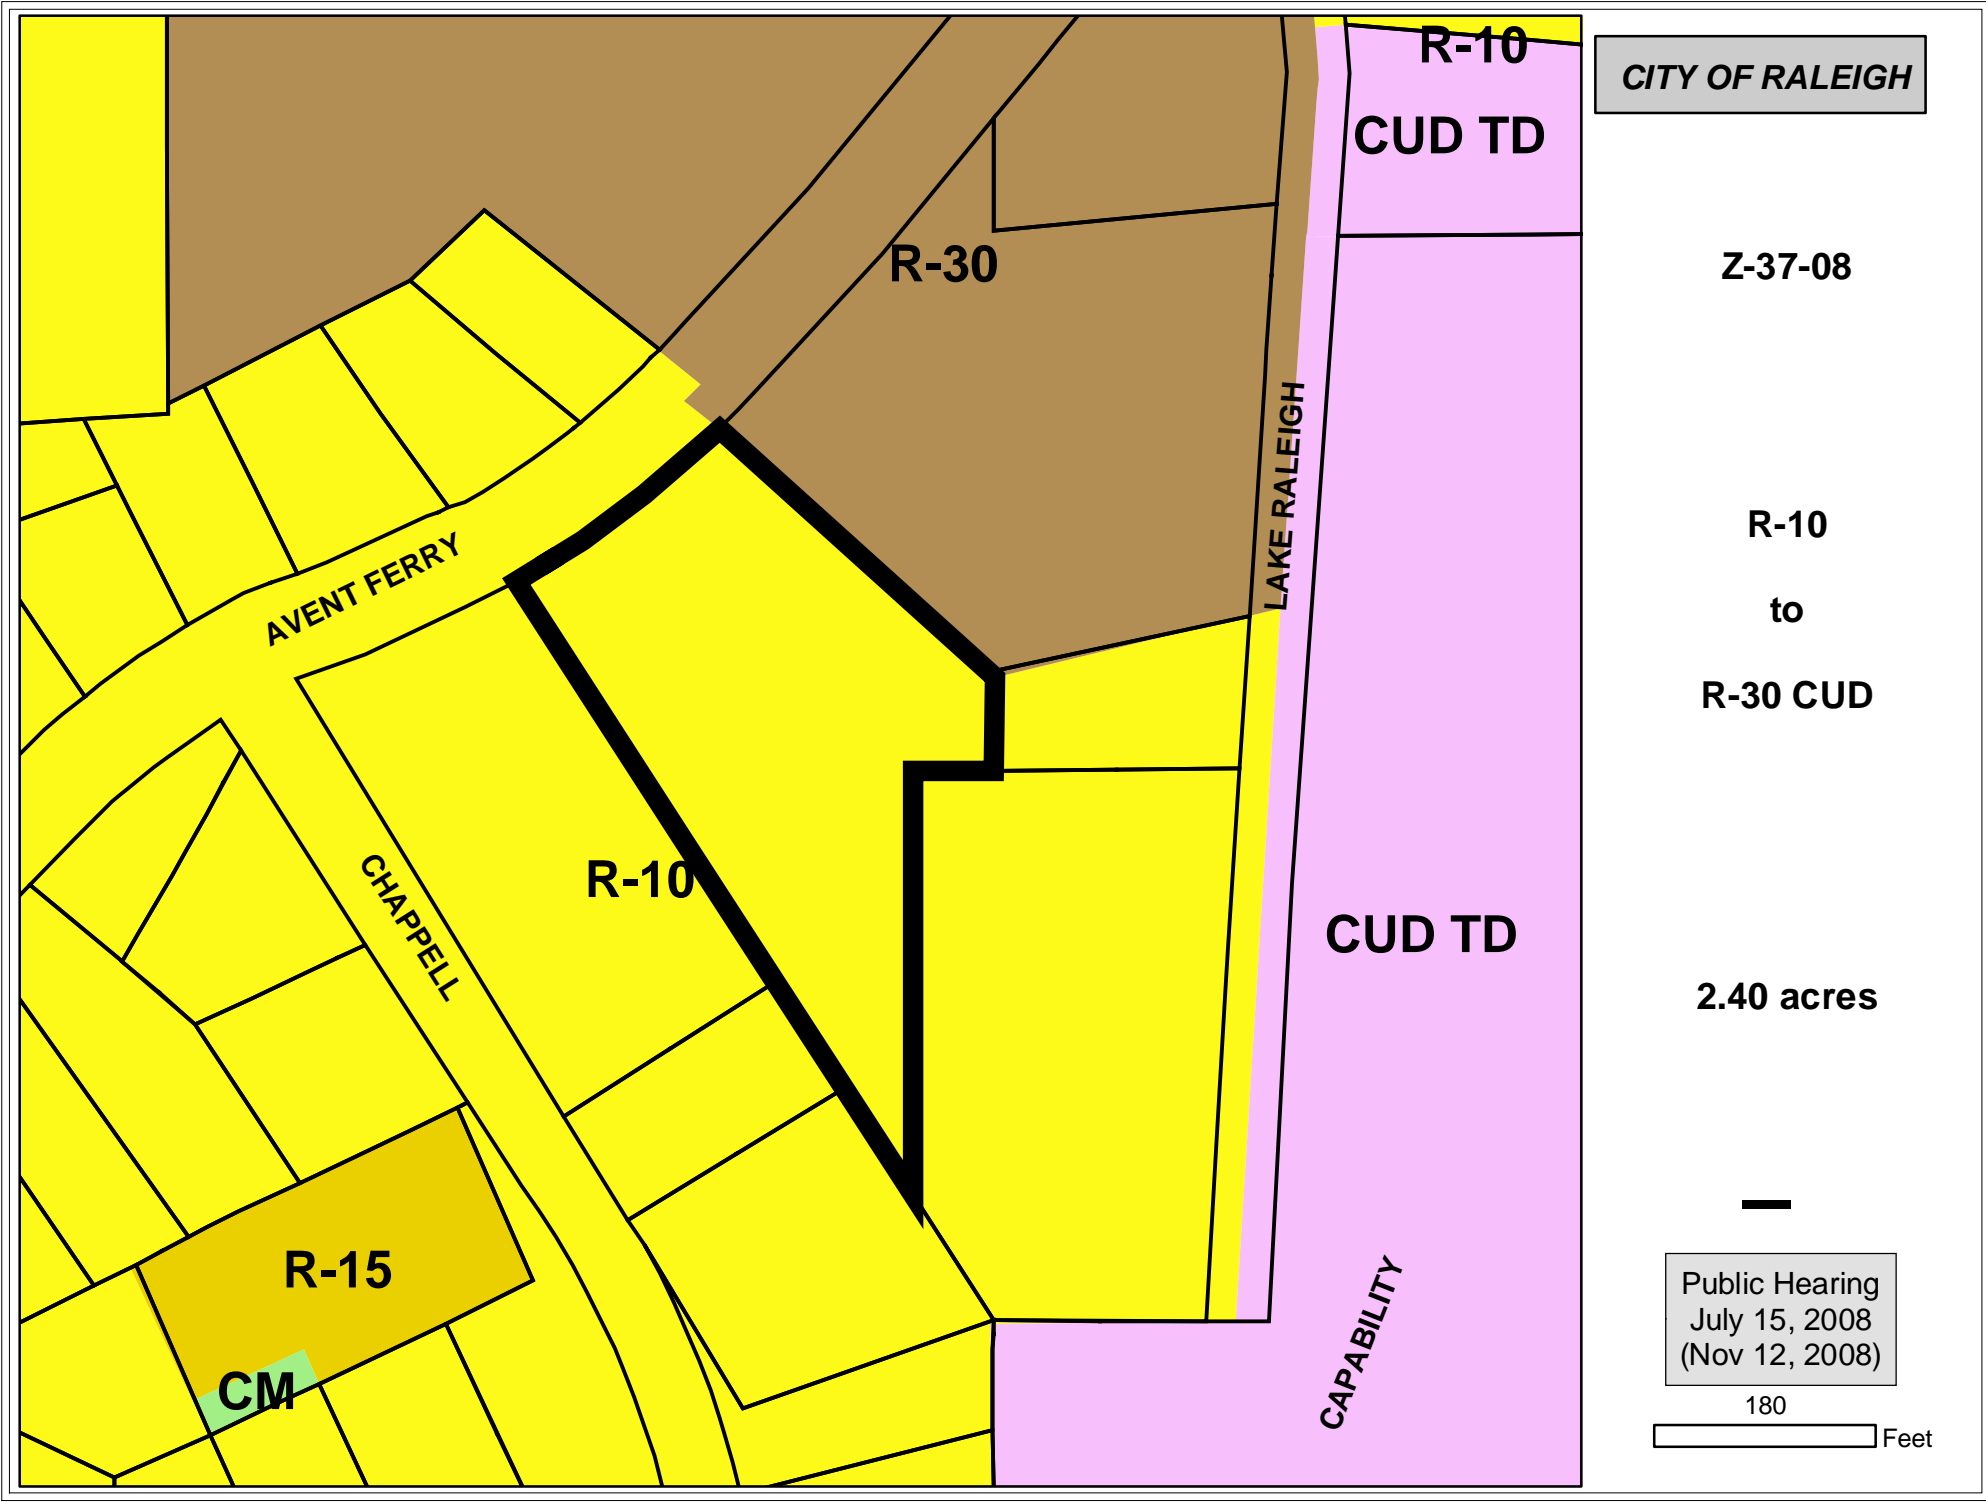 R-10
CUD TD
R-30
LAKE RALEIGH
AVENT FERRY
R-10
CHAPPELL
CUD TD
R-15
CM
CAPABILITY
CITY OF RALEIGH
Z-37-08
R-10
to
R-30 CUD
2.40 acres
Public Hearing
July 15, 2008
(Nov 12, 2008)
180
Feet